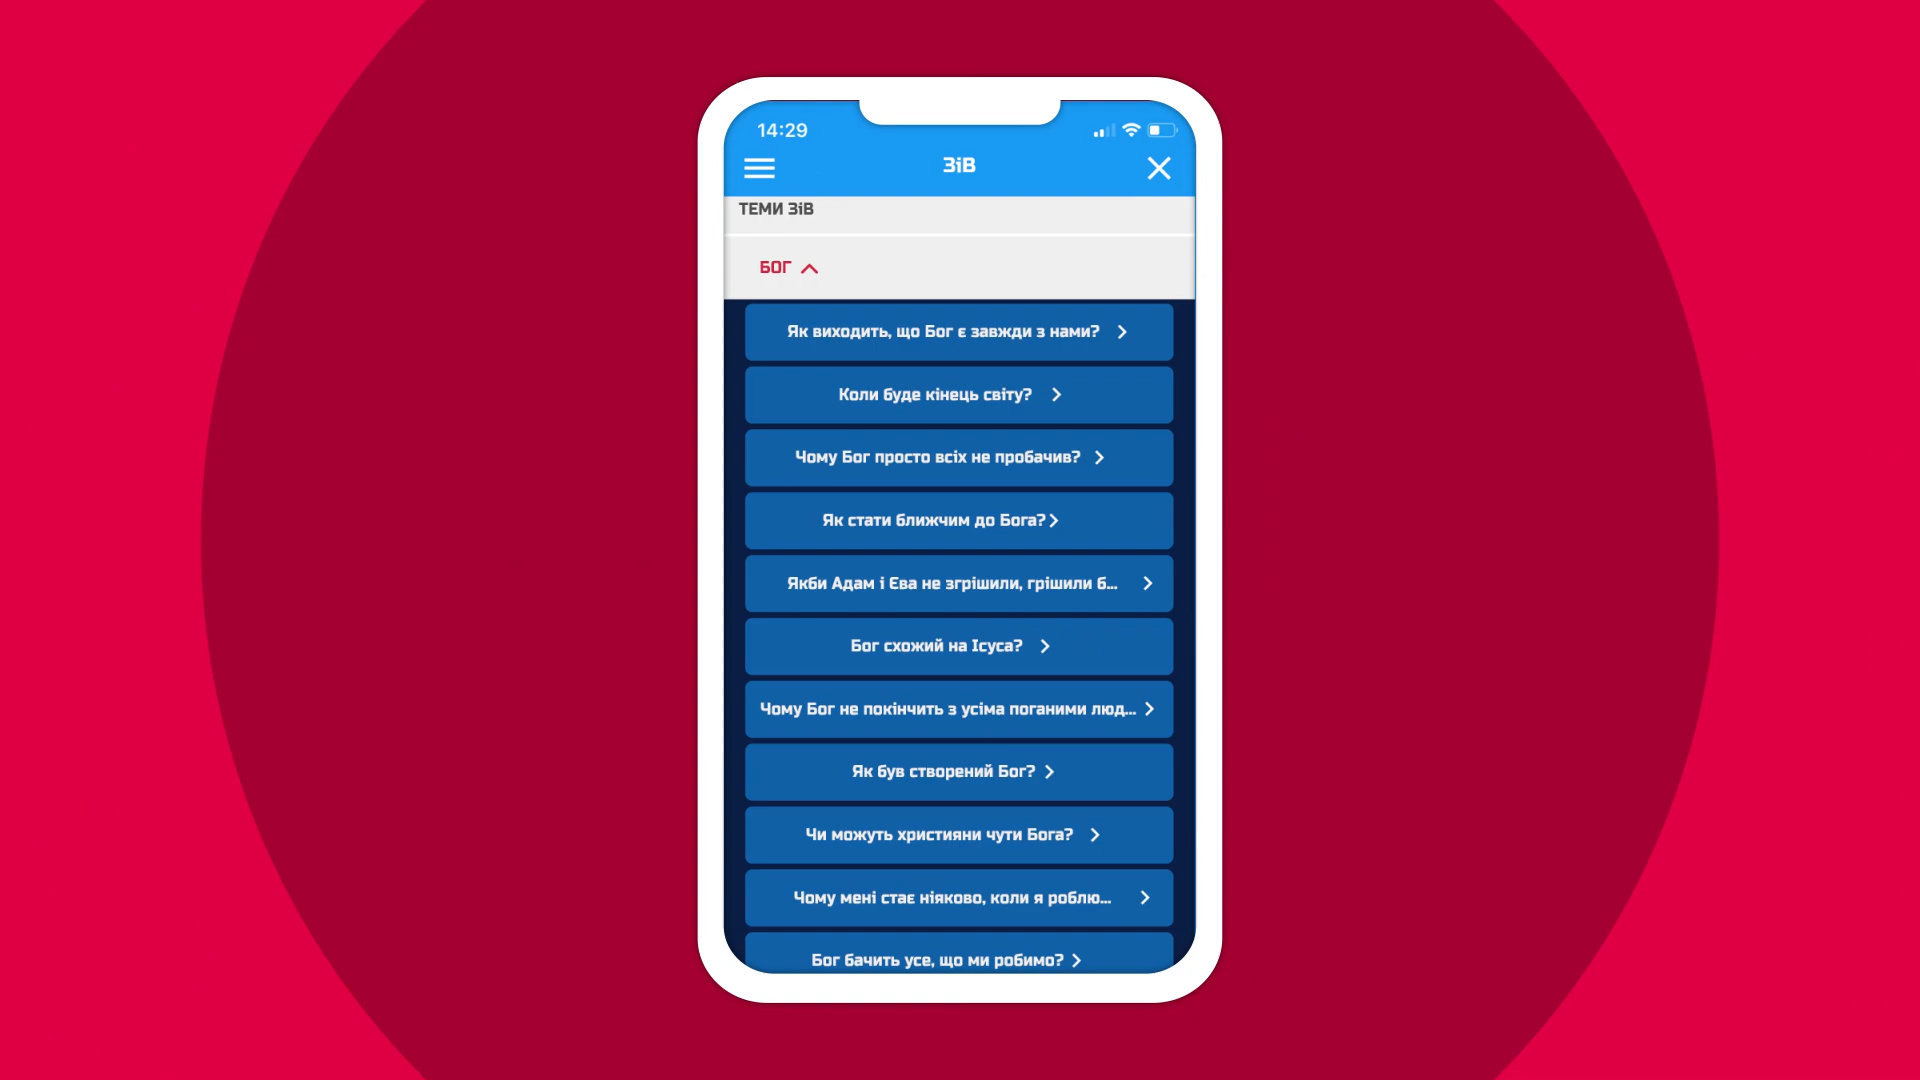 14:29
ЗіВ
ТЕМИ ЗіВ
БОГ
Як виходить, що Бог є завжди з нами?
Коли буде кінець світу?
Чому Бог просто всіх не пробачив?
Як стати ближчим до Бога?
Якби Адам і Ева не згрішили, грішили б...
Бог схожий на Ісуса?
Чому Бог не покінчить з усіма поганими люд...
Як був створений Бог?
Чи можуть християни чути Бога?
Чому мені стає ніяково, коли я роблю...
Бог бачить усе, що ми робимо?